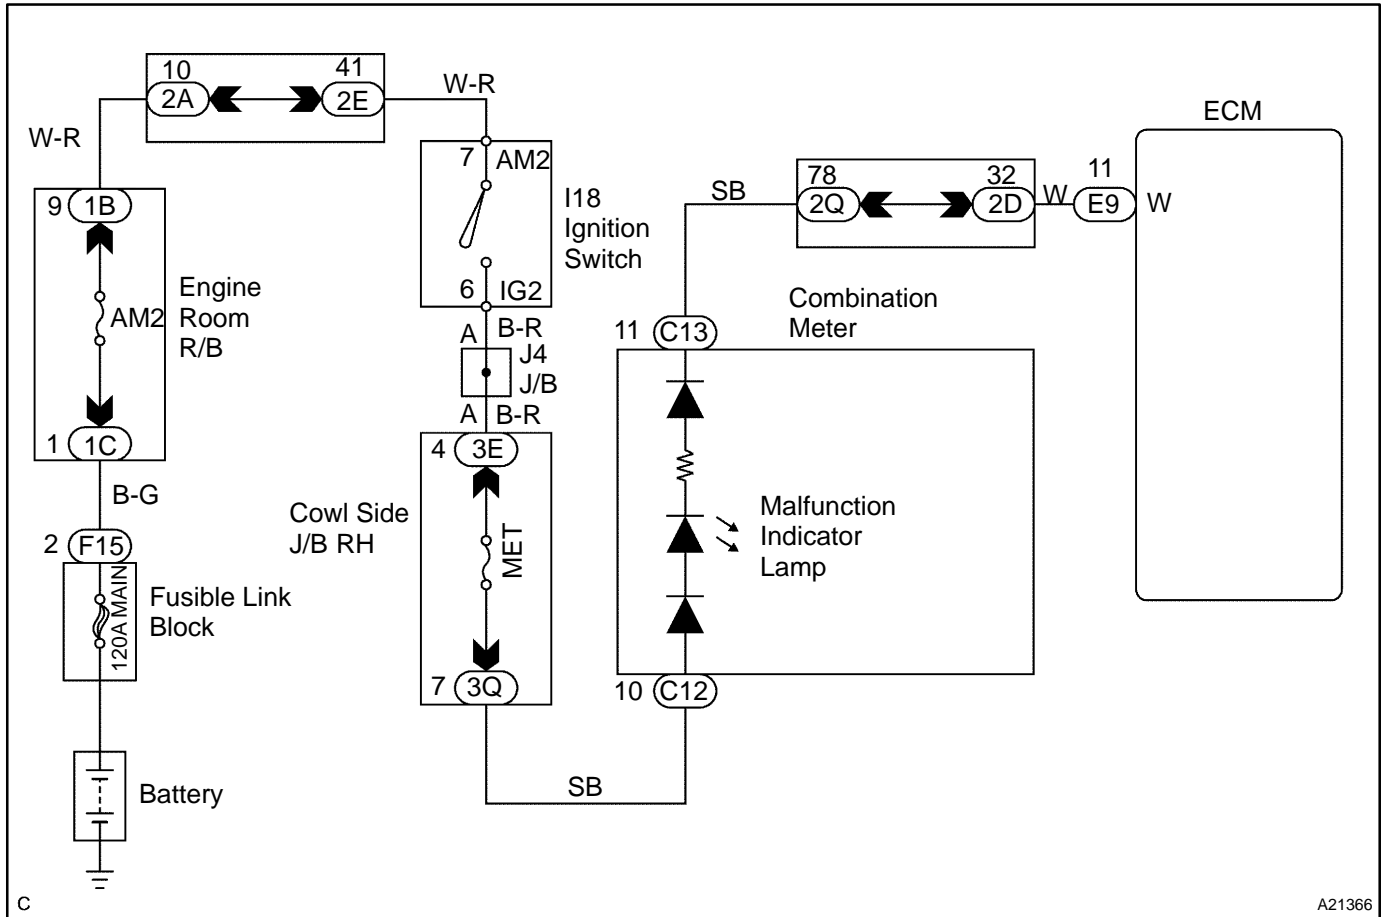 10
41
2A
2E
W-R
W-R
7
AM2
I18
Ignition
Switch
6
IG2
9
1B
AM2
Engine
Room
R/B
1
1C
B-G
2
F15
120A MAIN
Fusible Link
Block
Battery
A
B-R
J4
J/B
A
B-R
4
3E
Cowl Side
J/B RH
MET
7
3Q
SB
SB
78
32
2Q
2D
W
11
E9
W
ECM
Combination
Meter
11
C13
Malfunction
Indicator
Lamp
10
C12
C
A21366